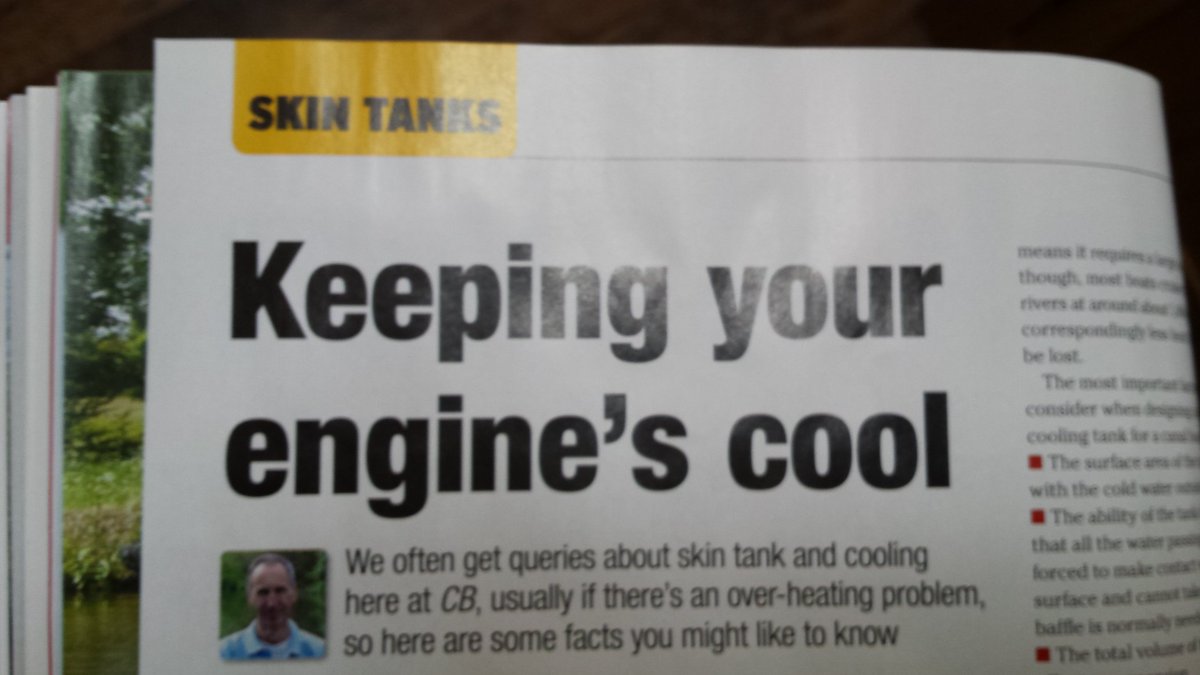 SKIN TANKS
Keeping your
engine's cool
We often get queries about skin tank and cooling
here at CB, usually if there's an over-heating problem,
so here are some facts you might like to know
means it requires a
though, most boats
rivers at around about
correspondingly less
be lost.
The most important
consider when designing
cooling tank for a canal
■ The surface area of the
with the cold water
■ The ability of the tank
that all the water
forced to make contact
surface and cannot
baffle is normally
■ The total volume of